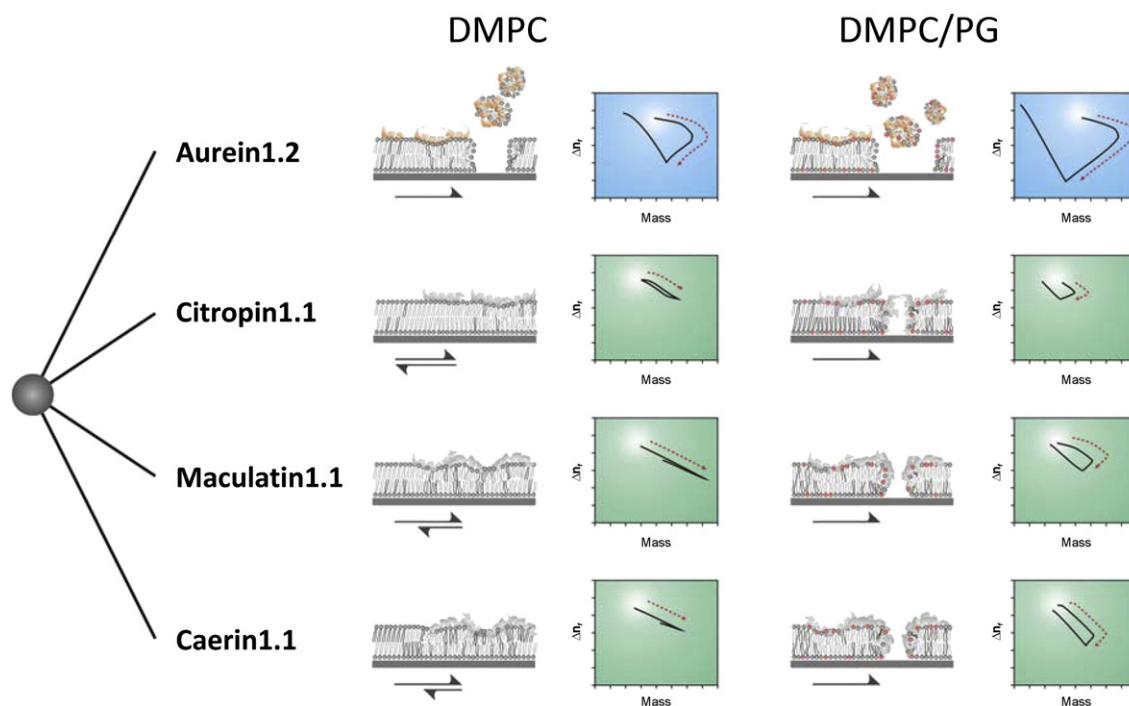 DMPC
DMPC/PG
Aurein1.2
Δnf
Mass
Δnf
Mass
Citropin1.1
Δnf
Mass
Δnf
Mass
Maculatin1.1
Δnf
Mass
Δnf
Mass
Caerin1.1
Δnf
Mass
Δnf
Mass